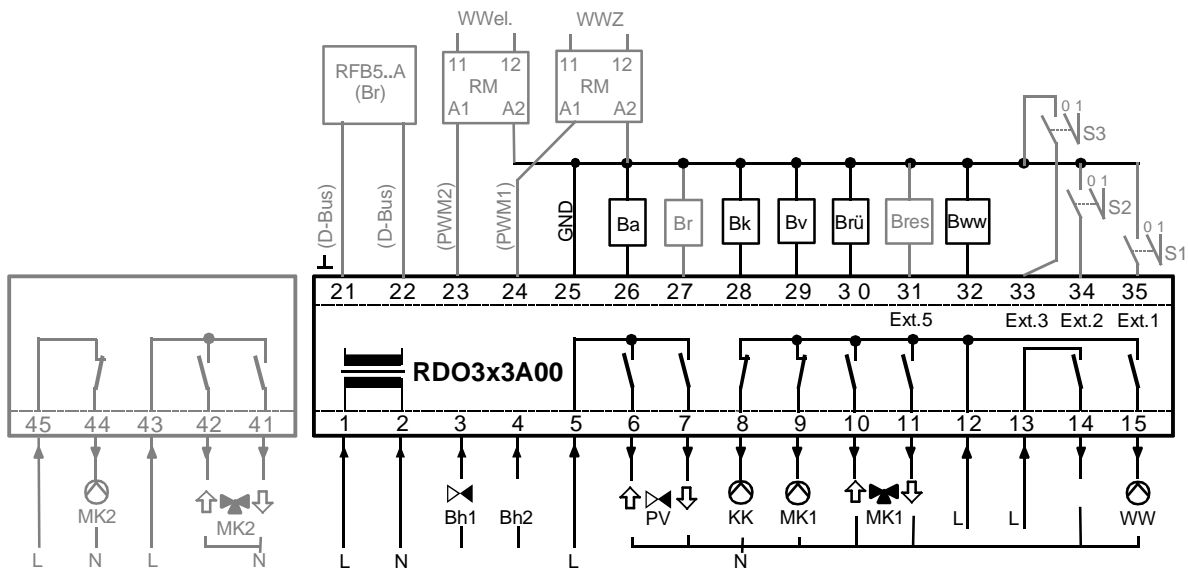 WWel. WWZ
RFB5..A
(Br)
11 12
RM
A1 A2
11 12
RM
A1 A2
0 1
S3
0 1
S2
0 1
S1
(D-Bus) (D-Bus) (PWM2) (PWM1) GND
Ba Br Bk Bv Brü Bres Bww
21 22 23 24 25 26 27 28 29 30 31 32 33 34 35
Ext.5 Ext.3 Ext.2 Ext.1
RDO3x3A00
45 44 43 42 41
1 2 3 4 5 6 7 8 9 10 11 12 13 14 15
MK2 MK2
Bh1 Bh2 PV KK MK1 MK1 L L WW
L N L N
L N L N